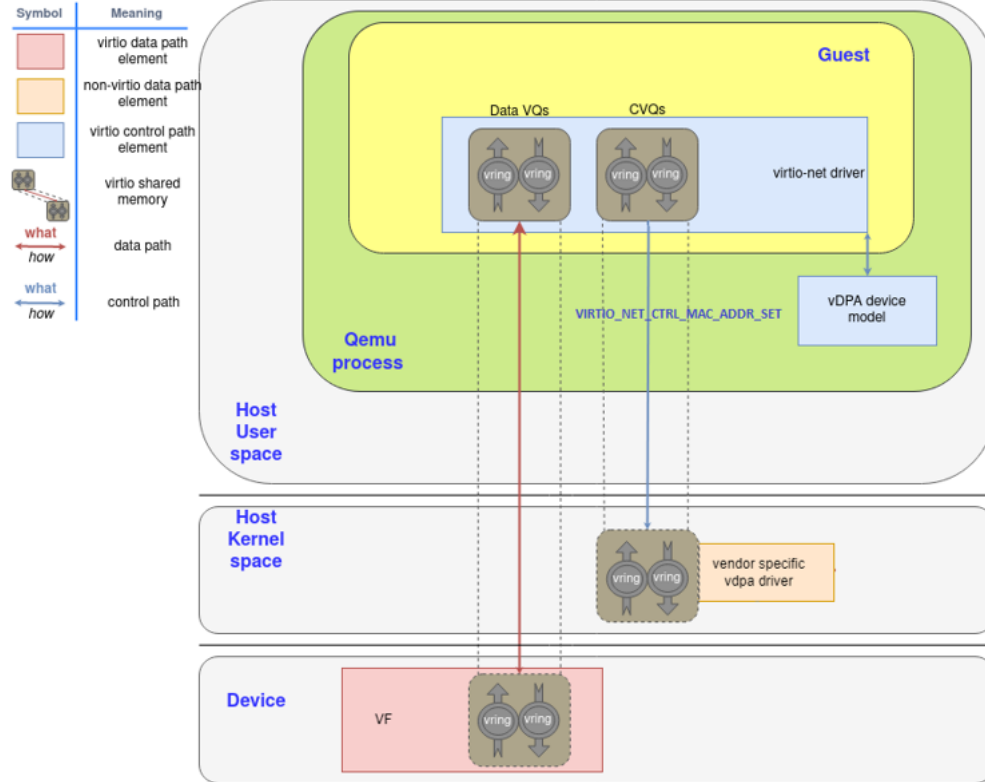 Symbol Meaning
virtio data path
element
non-virtio data path
element
virtio control path
element
virtio shared
memory
what
how
data path
what
how
control path
Guest
Data VQs CVQs
vring vring vring vring
virtio-net driver
vDPA device
model
VIRTIO_NET_CTRL_MAC_ADDR_SET
Qemu
process
Host
User
space
Host
Kernel
space
vring vring
vendor specific
vdpa driver
Device
VF
vring vring